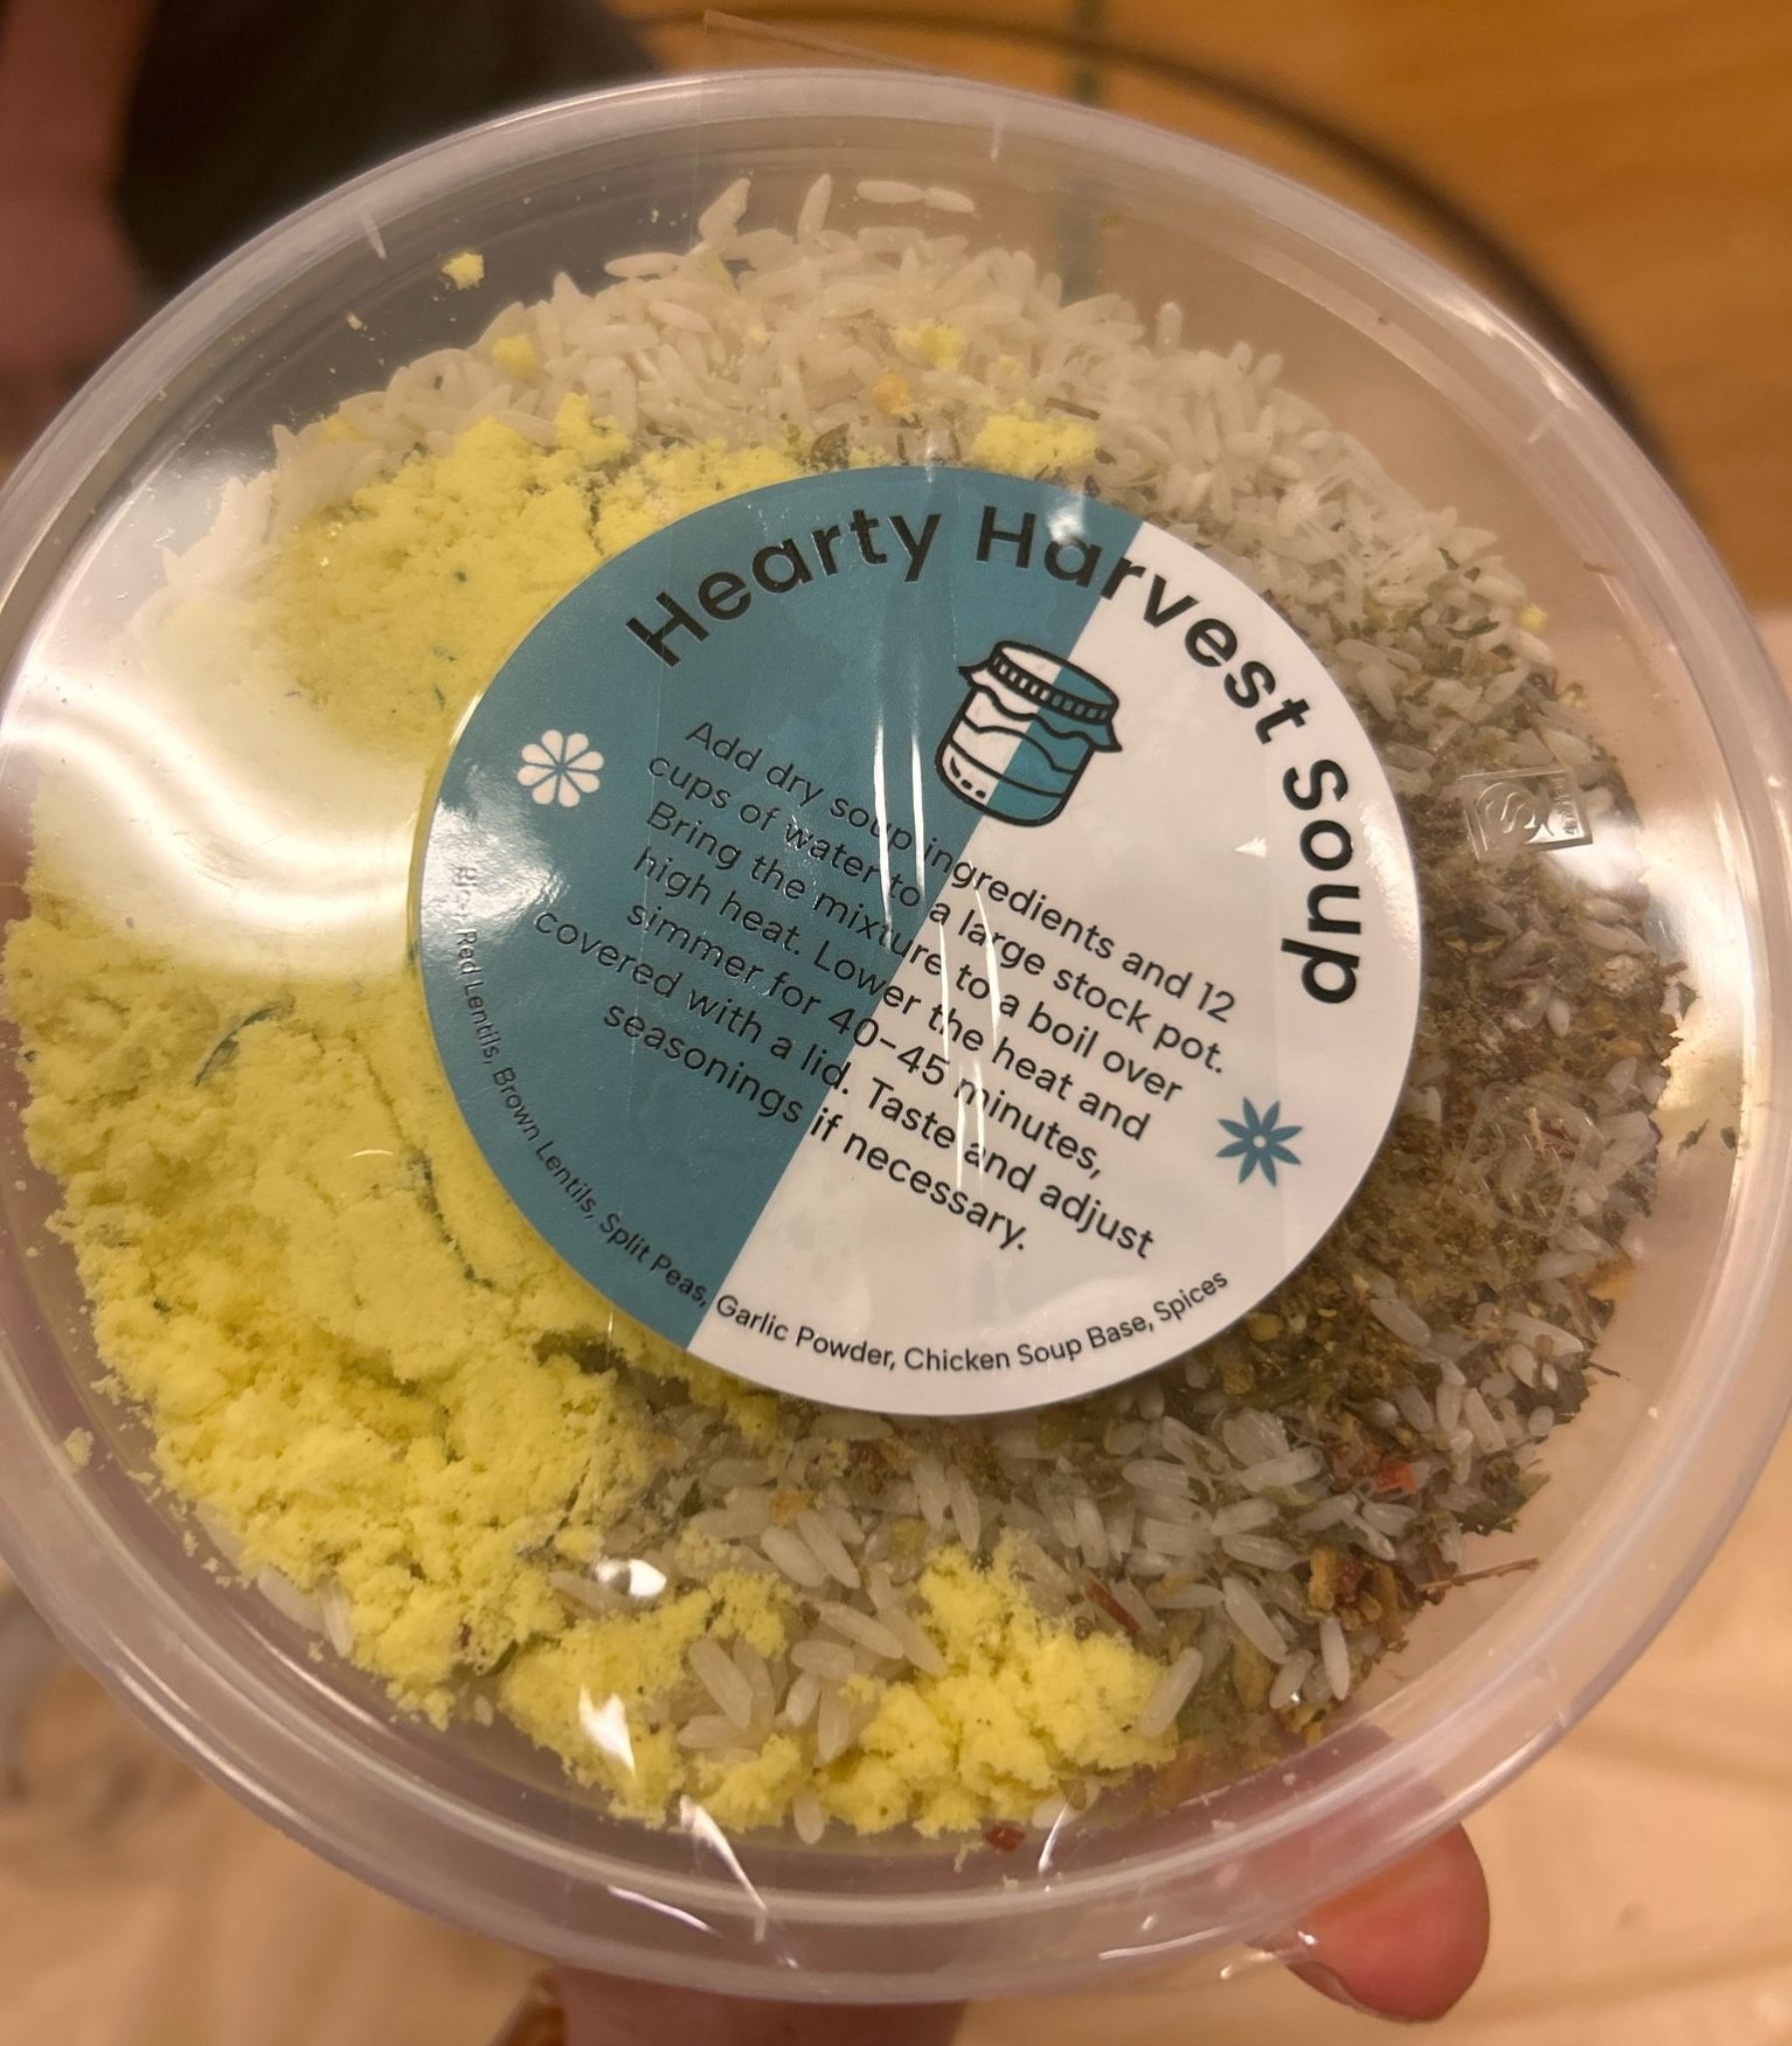 Hearty Harvest Soup
Add dry soup ingredients and 12
cups of water to a large stock pot.
Bring the mixture to a boil over
high heat. Lower the heat and
simmer for 40-45 minutes,
covered with a lid. Taste and adjust
seasonings if necessary.
Red Lentils, Brown Lentils, Split Peas, Garlic Powder, Chicken Soup Base, Spices